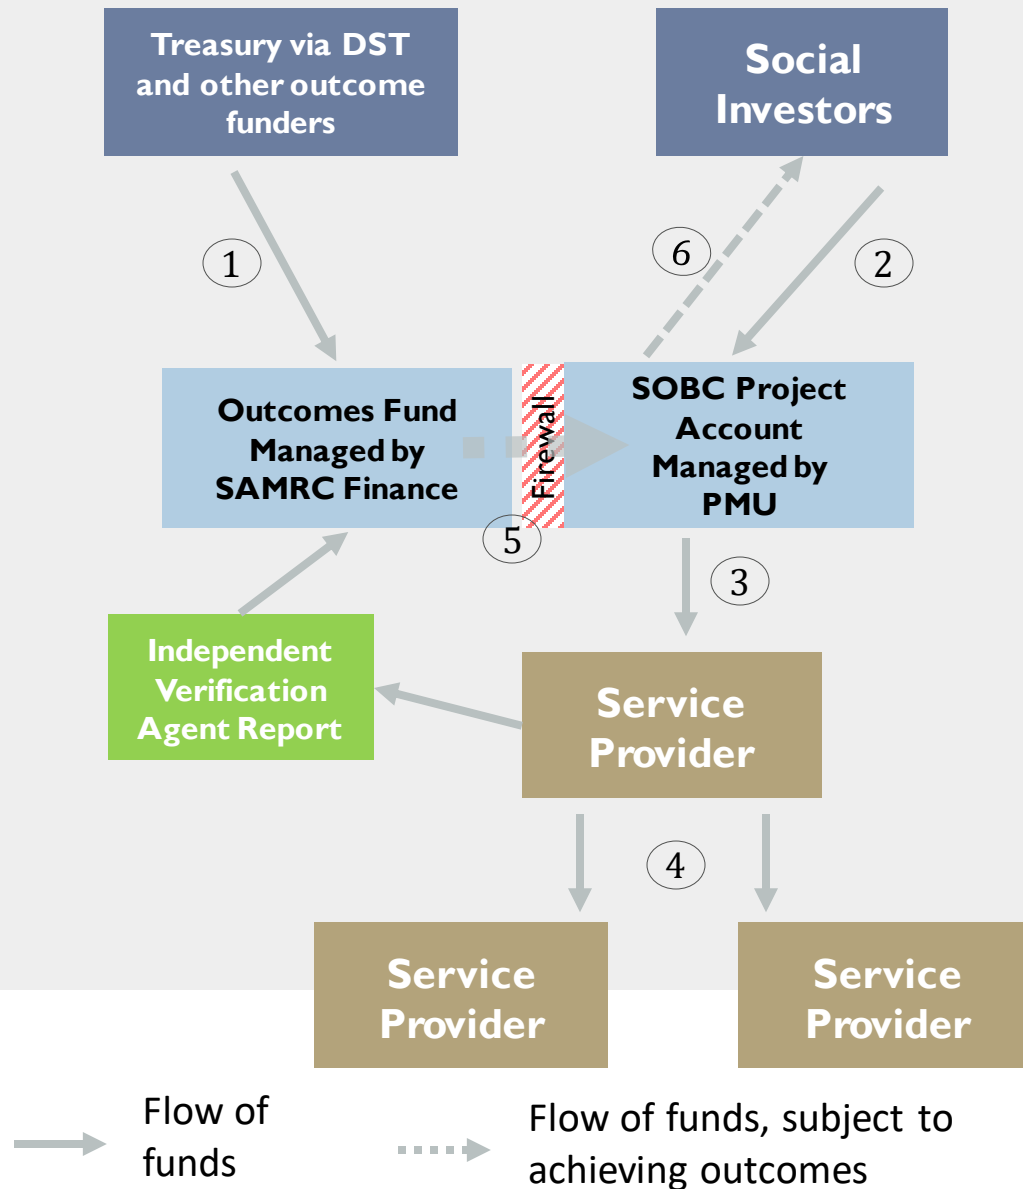 Treasury via DST
and other outcome
funders
Social
Investors
1
6
2
Outcomes Fund
Managed by
SAMRC Finance
Firewall
SOBC Project
Account
Managed by
PMU
5
3
Independent
Verification
Agent Report
Service
Provider
4
Service
Provider
Service
Provider
Flow of
funds
Flow of funds, subject to
achieving outcomes